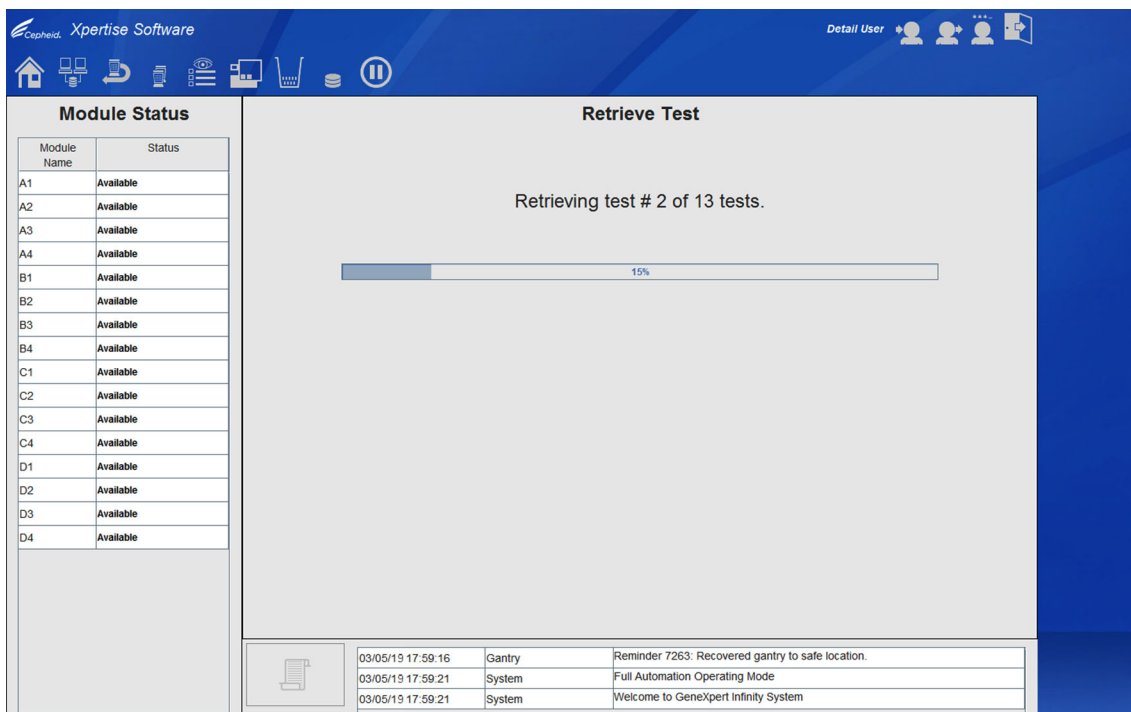 Cepheid. Xpertise Software
Detail User
Module Status
Module Name Status
A1 Available
A2 Available
A3 Available
A4 Available
B1 Available
B2 Available
B3 Available
B4 Available
C1 Available
C2 Available
C3 Available
C4 Available
D1 Available
D2 Available
D3 Available
D4 Available
Retrieve Test
Retrieving test # 2 of 13 tests.
15%
03/05/19 17:59:16 Gantry Reminder 7263: Recovered gantry to safe location.
03/05/19 17:59:21 System Full Automation Operating Mode
03/05/19 17:59:21 System Welcome to GeneXpert Infinity System